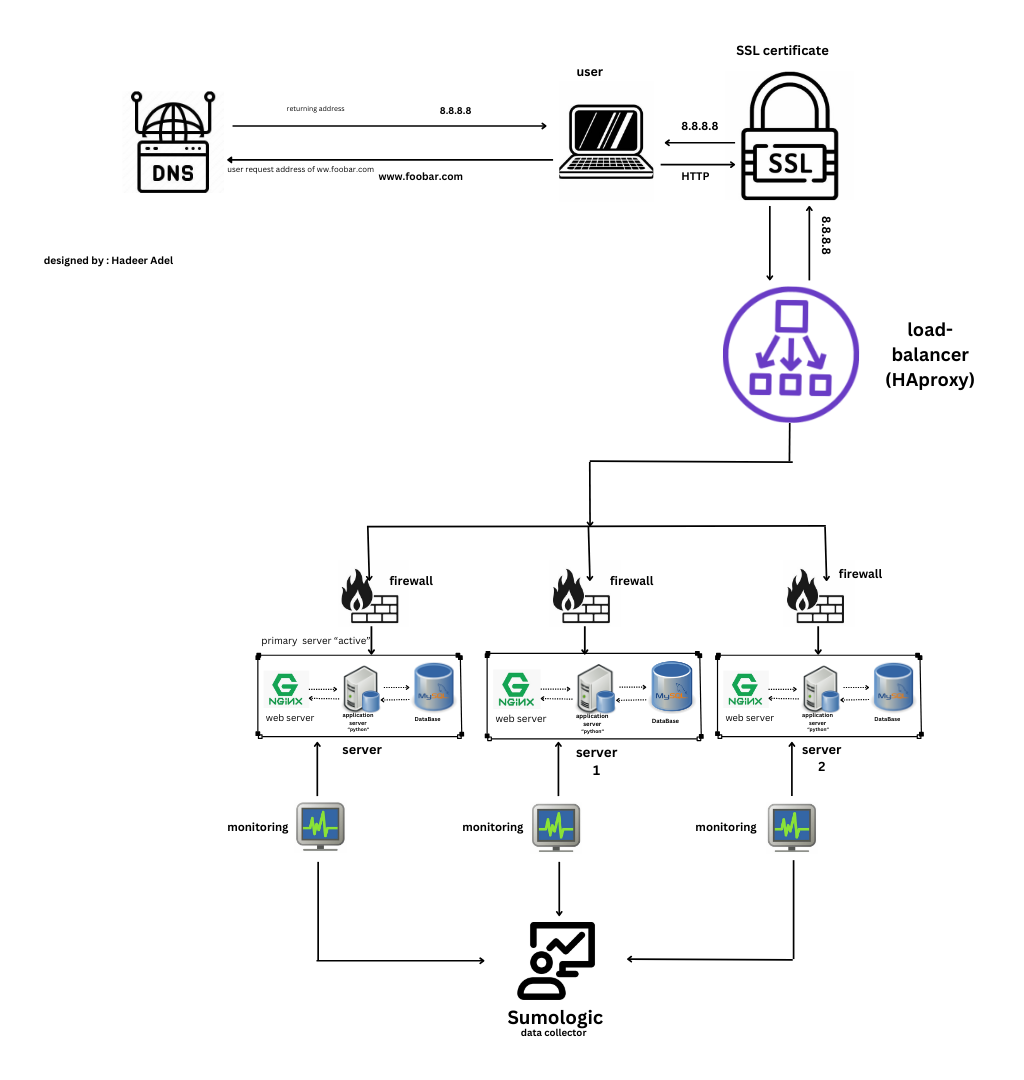 SSL certificate
user
returning address
8.8.8.8
8.8.8.8
DNS
SSL
user request address of ww.foobar.com
www.foobar.com
HTTP
8.8.8.8
designed by : Hadeer Adel
load-
balancer
(HAproxy)
firewall
firewall
firewall
primary server “active”
NGiNX
web server
application
server
"python"
MySQL
DataBase
NGiNX
web server
application
server
"python"
MySQL
DataBase
NGiNX
web server
application
server
"python"
MySQL
DataBase
server
server
1
server
2
monitoring
monitoring
monitoring
Sumologic
data collector